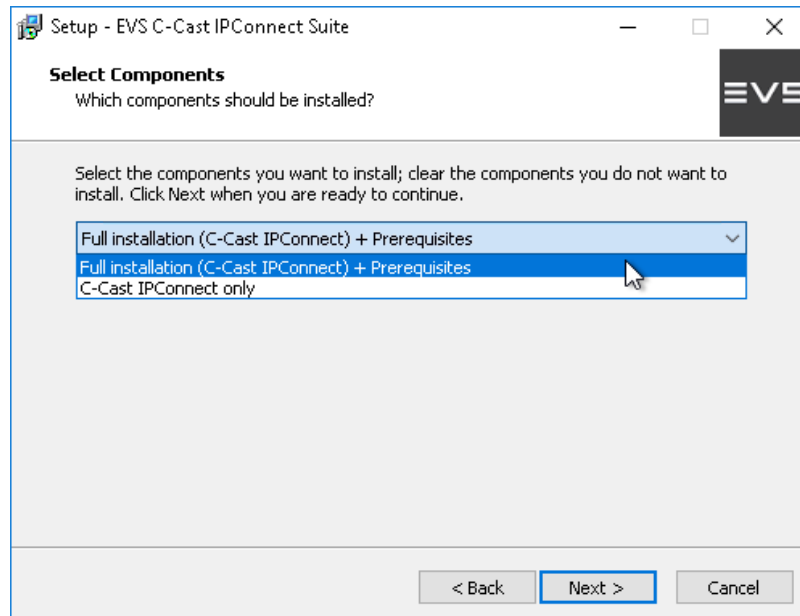 Setup - EVS C-Cast IPConnect Suite
Select Components
Which components should be installed?
EVS
Select the components you want to install; clear the components you do not want to
install. Click Next when you are ready to continue.
Full installation (C-Cast IPConnect) + Prerequisites
Full installation (C-Cast IPConnect) + Prerequisites
C-Cast IPConnect only
< Back
Next >
Cancel